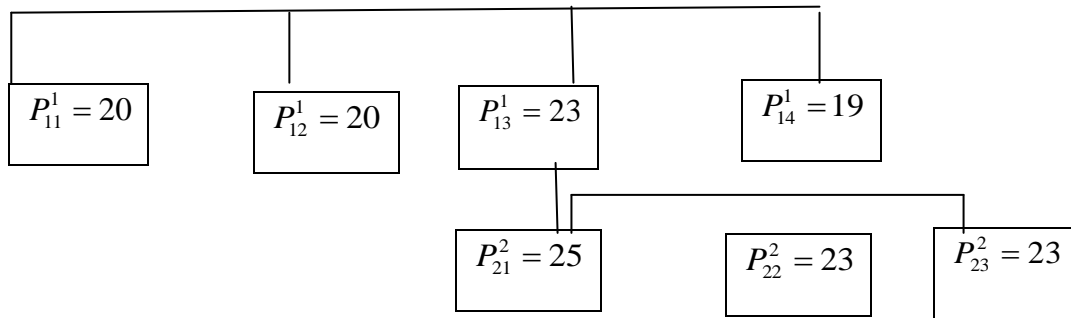 P^1_{11} = 20
P^1_{12} = 20
P^1_{13} = 23
P^1_{14} = 19
P^2_{21} = 25
P^2_{22} = 23
P^2_{23} = 23